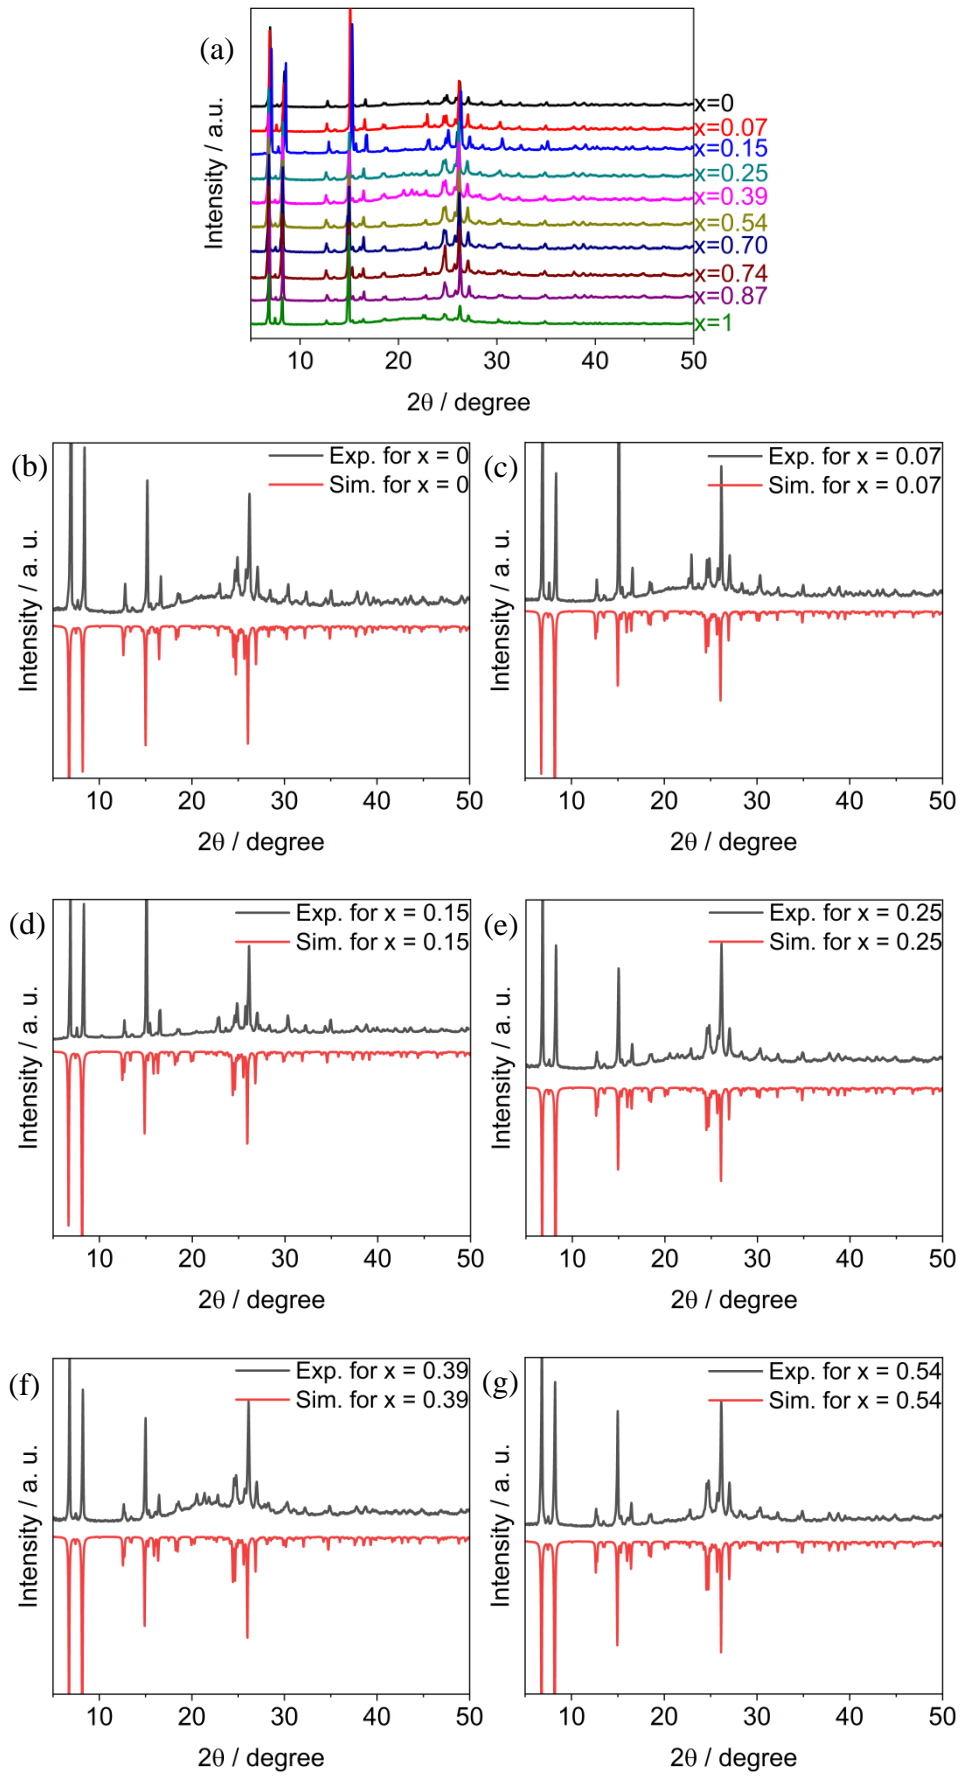 (a)
Intensity / a.u.
x=0
x=0.07
x=0.15
x=0.25
x=0.39
x=0.54
x=0.70
x=0.74
x=0.87
x=1
10 20 30 40 50
2θ / degree
(b)
Intensity / a. u.
Exp. for x = 0
Sim. for x = 0
10 20 30 40 50
2θ / degree
(c)
Intensity / a. u.
Exp. for x = 0.07
Sim. for x = 0.07
10 20 30 40 50
2θ / degree
(d)
Intensity / a. u.
Exp. for x = 0.15
Sim. for x = 0.15
10 20 30 40 50
2θ / degree
(e)
Intensity / a. u.
Exp. for x = 0.25
Sim. for x = 0.25
10 20 30 40 50
2θ / degree
(f)
Intensity / a. u.
Exp. for x = 0.39
Sim. for x = 0.39
10 20 30 40 50
2θ / degree
(g)
Intensity / a. u.
Exp. for x = 0.54
Sim. for x = 0.54
10 20 30 40 50
2θ / degree